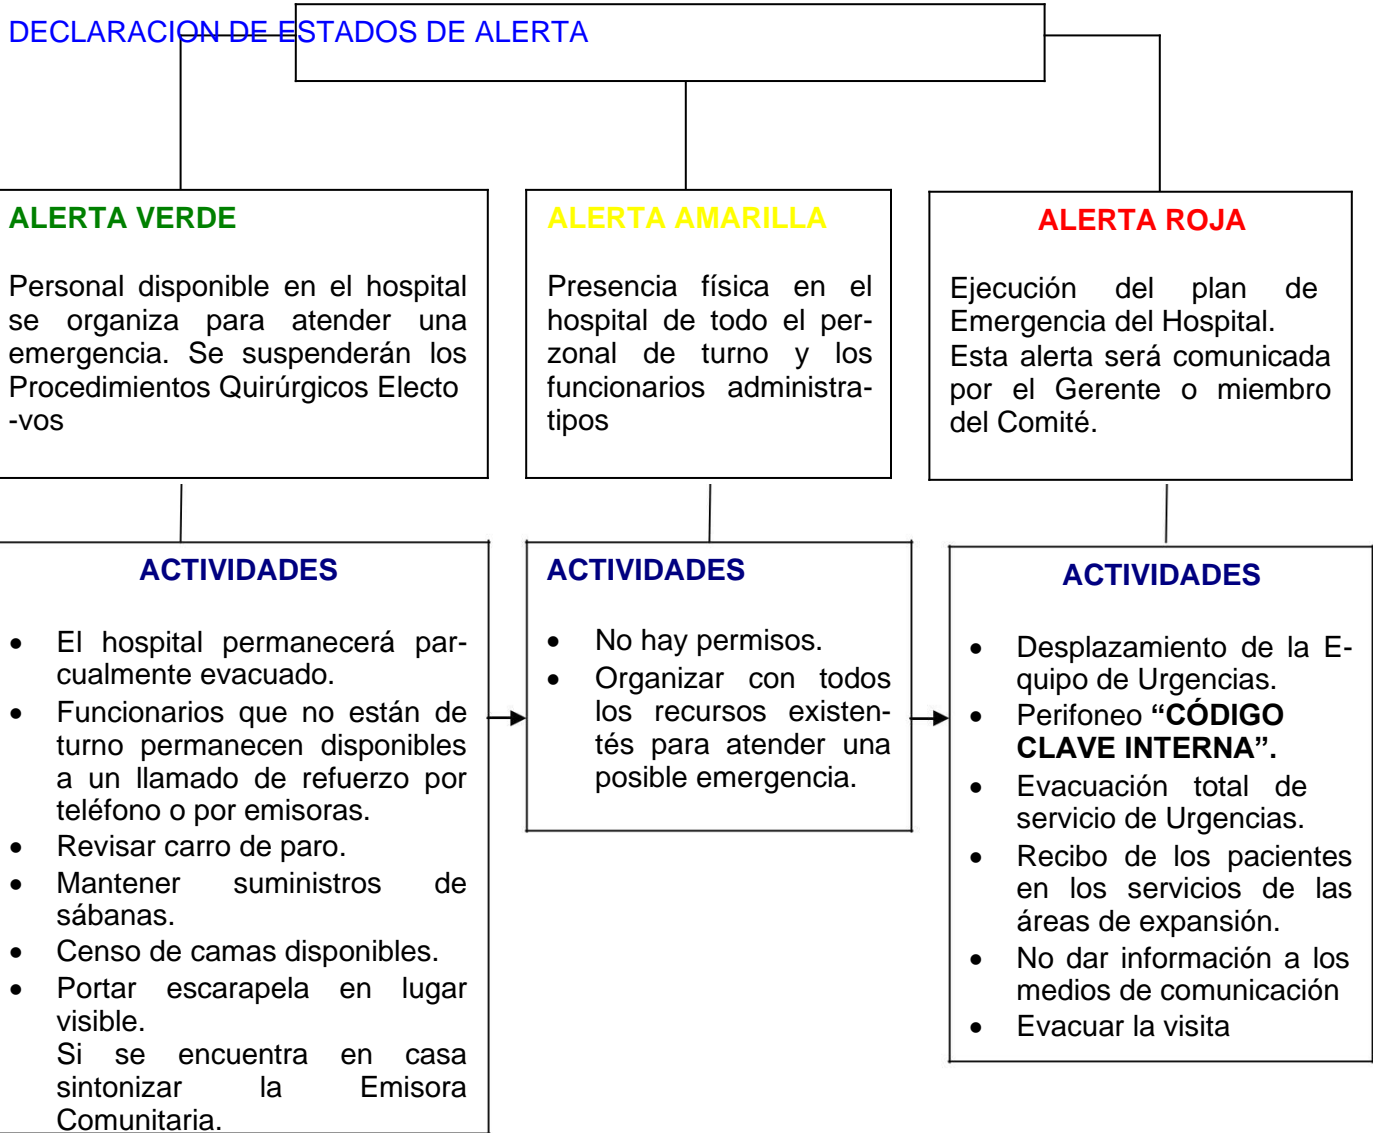 DECLARACION DE ESTADOS DE ALERTA
ALERTA VERDE
Personal disponible en el hospital
se organiza para atender una
emergencia. Se suspenderán los
Procedimientos Quirúrgicos Electo
-vos
ALERTA AMARILLA
Presencia física en el
hospital de todo el per-
zonal de turno y los
funcionarios administra-
tipos
ALERTA ROJA
Ejecución del plan de
Emergencia del Hospital.
Esta alerta será comunicada
por el Gerente o miembro
del Comité.
ACTIVIDADES
• El hospital permanecerá par-
cualmente evacuado.
• Funcionarios que no están de
turno permanecen disponibles
a un llamado de refuerzo por
teléfono o por emisoras.
• Revisar carro de paro.
• Mantener suministros de
sábanas.
• Censo de camas disponibles.
• Portar escarapela en lugar
visible.
Si se encuentra en casa
sintonizar la Emisora
Comunitaria.
ACTIVIDADES
• No hay permisos.
• Organizar con todos
los recursos existen-
tés para atender una
posible emergencia.
ACTIVIDADES
• Desplazamiento de la E-
quipo de Urgencias.
• Perifoneo “CÓDIGO
CLAVE INTERNA”.
• Evacuación total de
servicio de Urgencias.
• Recibo de los pacientes
en los servicios de las
áreas de expansión.
• No dar información a los
medios de comunicación
• Evacuar la visita